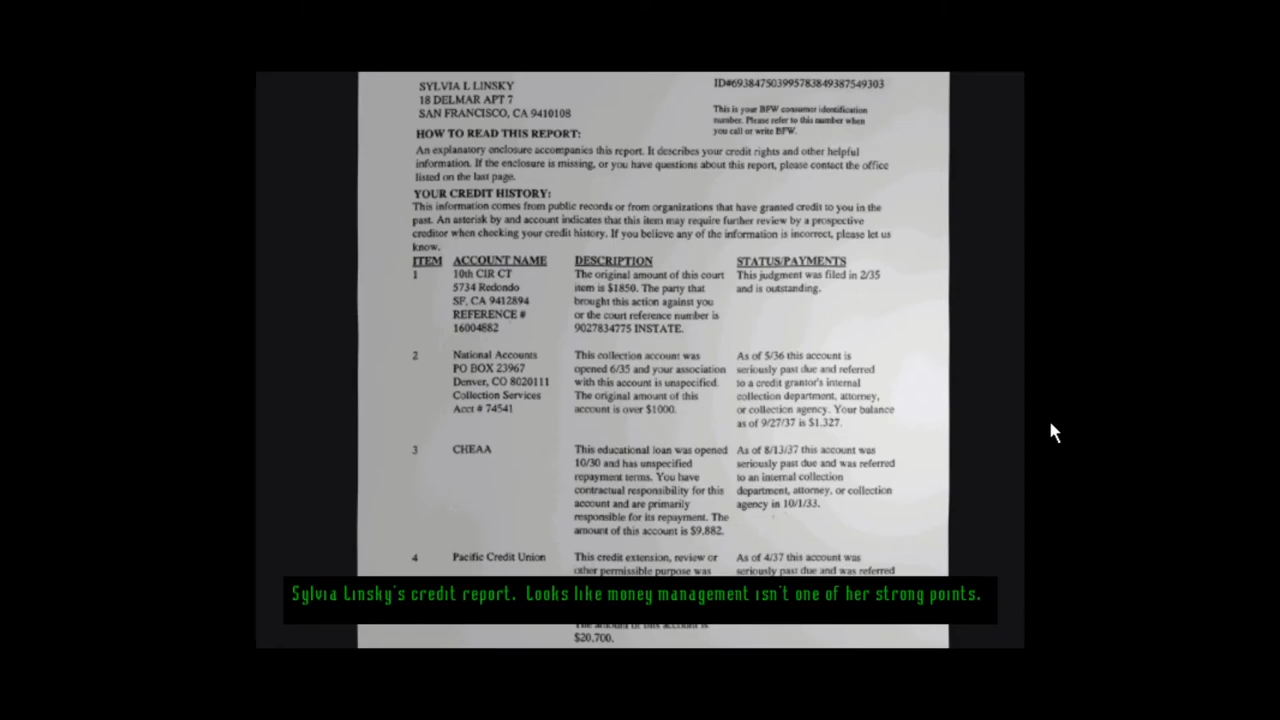 SYLVIA L LINSKY
18 DELMAR APT 7
SAN FRANCISCO, CA 9410108
ID#693847503995783849387549303
This is your BPW consumer identification
number. Please refer to this number when
you call or write BFW.
HOW TO READ THIS REPORT:
An explanatory enclosure accompanies this report. It describes your credit rights and other helpful
information. If the enclosure is missing, or you have questions about this report, please contact the office
listed on the last page.
YOUR CREDIT HISTORY:
This information comes from public records or from organizations that have granted credit to you in the
past. An asterisk by and account indicates that this item may require further review by a prospective
creditor when checking your credit history. If you believe any of the information is incorrect, please let us
know.
ITEM ACCOUNT NAME DESCRIPTION STATUS/PAYMENTS
1 10th CIR CT The original amount of this court This judgment was filed in 2/35
5734 Redondo item is $1850. The party that and is outstanding.
SF, CA 9412894 brought this action against you
REFERENCE # or the court reference number is
16004882 9027834775 INSTATE.
2 National Accounts This collection account was As of 5/36 this account is
PO BOX 23967 opened 6/35 and your association seriously past due and referred
Denver, CO 8020111 with this account is unspecified. to a credit grantor's internal
Collection Services The original amount of this collection department, attorney,
Acct # 74541 account is over $1000. or collection agency. Your balance
as of 9/27/37 is $1.327.
3 CHEAA This educational loan was opened As of 8/13/37 this account was
10/30 and has unspecified seriously past due and was referred
repayment terms. You have to an internal collection
contractual responsibility for this department, attorney, or collection
account and are primarily agency in 10/1/33.
responsible for its repayment. The
amount of this account is $9,882.
4 Pacific Credit Union This credit extension, review or As of 4/37 this account was
other permissible purpose was seriously past due and was referred
Sylvia Linsky's credit report. Looks like money management isn't one of her strong points.
The amount of this account is
$20,700.